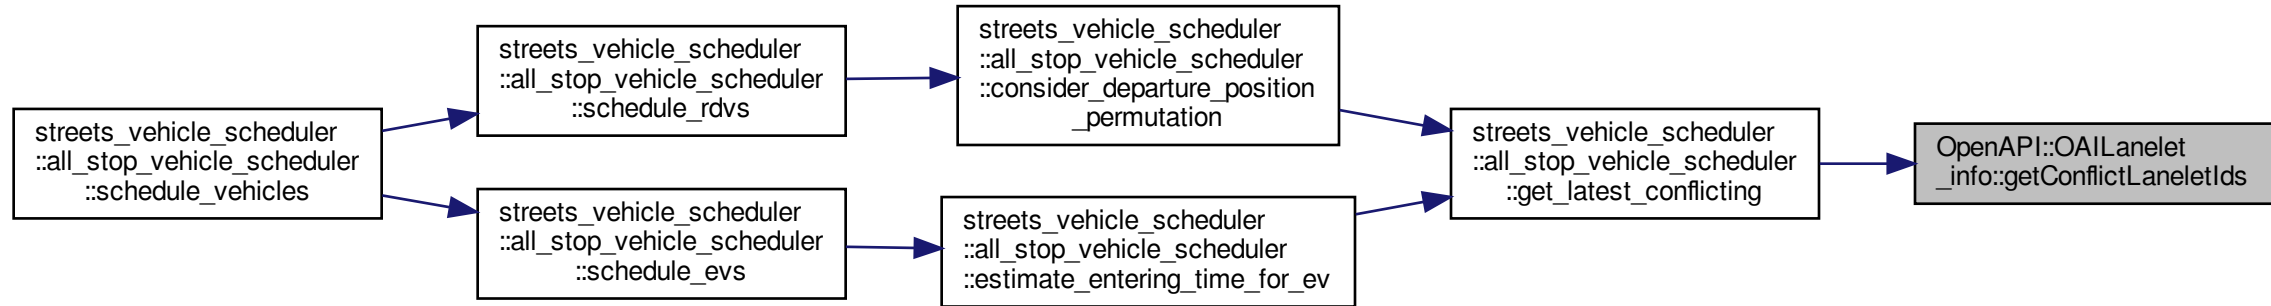 streets_vehicle_scheduler
::all_stop_vehicle_scheduler
::schedule_vehicles
streets_vehicle_scheduler
::all_stop_vehicle_scheduler
::schedule_rdvs
streets_vehicle_scheduler
::all_stop_vehicle_scheduler
::schedule_evs
streets_vehicle_scheduler
::all_stop_vehicle_scheduler
::consider_departure_position
_permutation
streets_vehicle_scheduler
::all_stop_vehicle_scheduler
::estimate_entering_time_for_ev
streets_vehicle_scheduler
::all_stop_vehicle_scheduler
::get_latest_conflicting
OpenAPI::OAILanelet
_info::getConflictLaneletIds